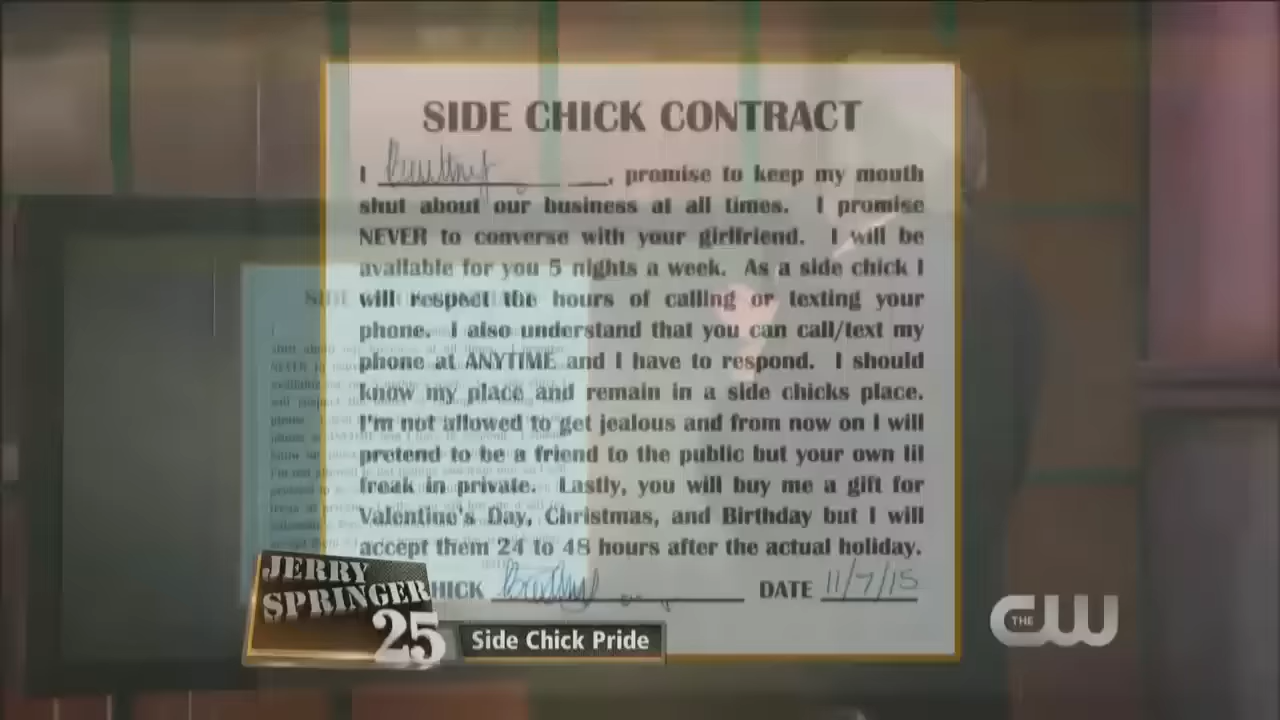 SIDE CHICK CONTRACT
I , promise to keep my mouth
shut about our business at all times. I promise
NEVER to converse with your girlfriend. I will be
available for you 5 nights a week. As a side chick I
will respect the hours of calling or texting your
phone. I also understand that you can call/text my
phone at ANYTIME and I have to respond. I should
know my place and remain in a side chicks place.
I'm not allowed to get jealous and from now on I will
pretend to be a friend to the public but your own lil
freak in private. Lastly, you will buy me a gift for
Valentine's Day, Christmas, and Birthday but I will
accept them 24 to 48 hours after the actual holiday.
HICK DATE 11/7/15
JERRY
SPRINGER
25
Side Chick Pride
THE CW